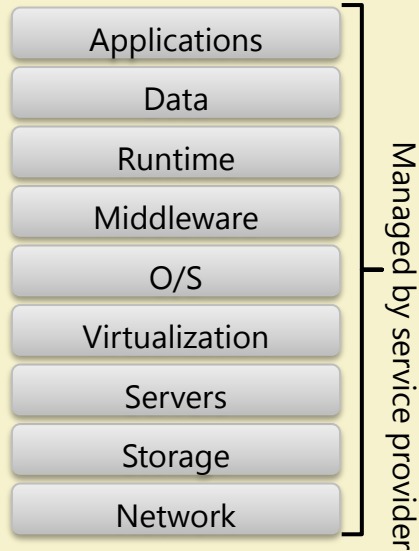 Applications
Data
Runtime
Middleware
O/S
Virtualization
Servers
Storage
Network
Managed by service provider